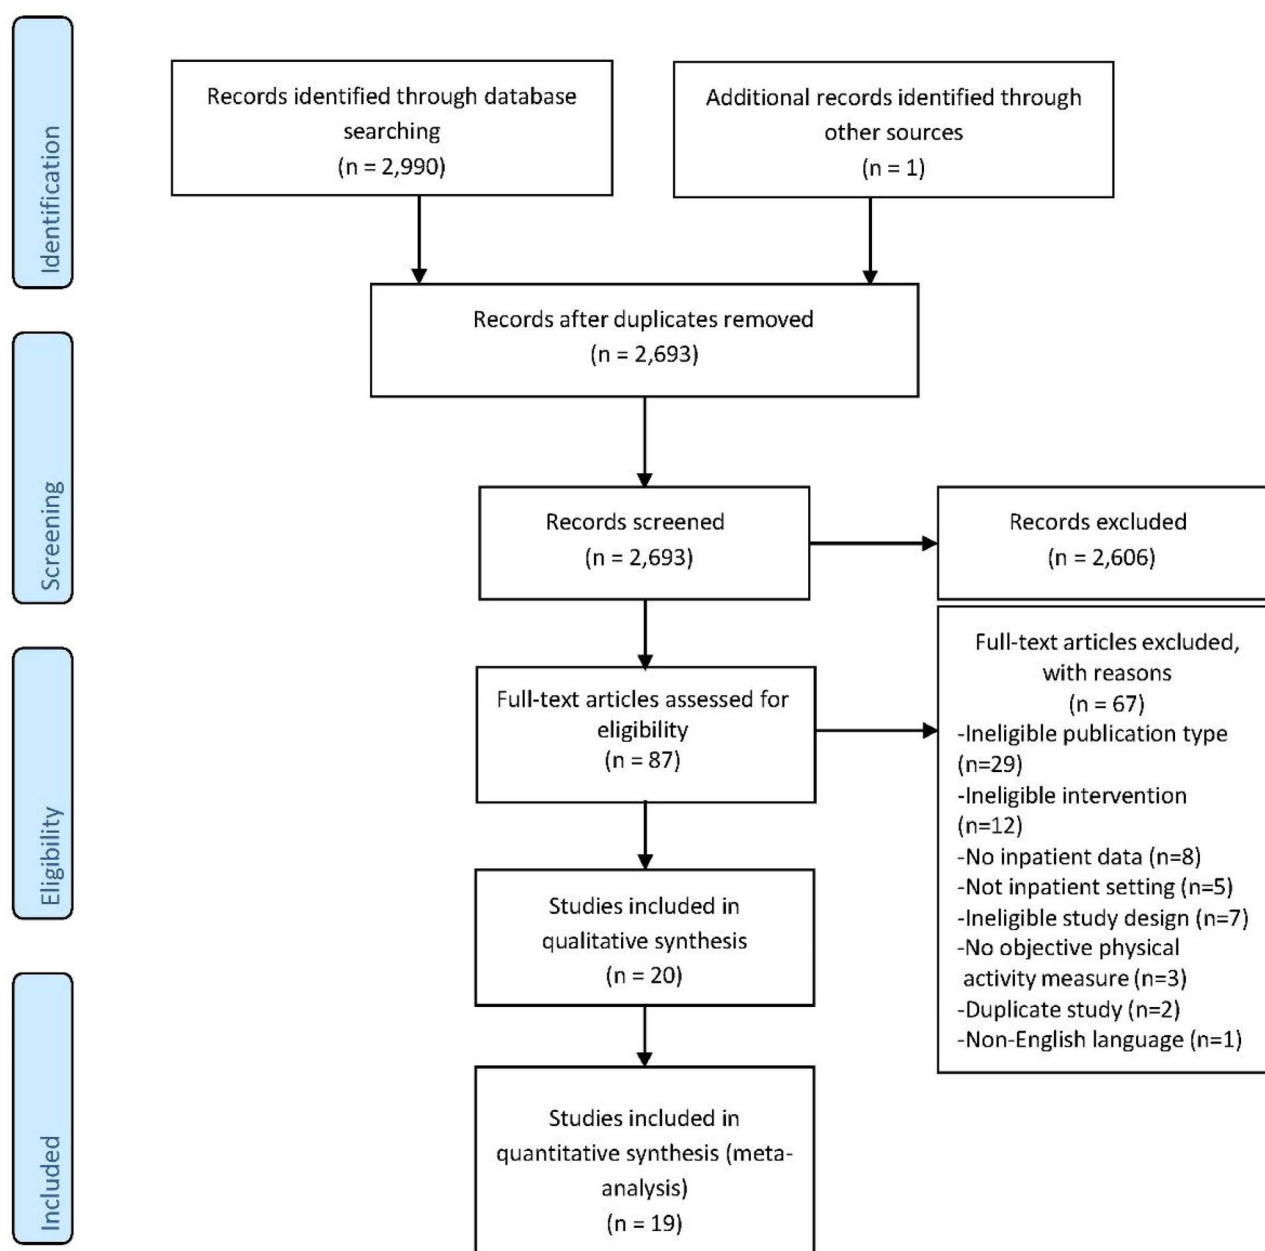 Identification
Records identified through database
searching
(n = 2,990)
Additional records identified through
other sources
(n = 1)
Records after duplicates removed
(n = 2,693)
Screening
Records screened
(n = 2,693)
Records excluded
(n = 2,606)
Eligibility
Full-text articles assessed for
eligibility
(n = 87)
Full-text articles excluded,
with reasons
(n = 67)
-Ineligible publication type
(n=29)
-Ineligible intervention
(n=12)
-No inpatient data (n=8)
-Not inpatient setting (n=5)
-Ineligible study design (n=7)
-No objective physical
activity measure (n=3)
-Duplicate study (n=2)
-Non-English language (n=1)
Studies included in
qualitative synthesis
(n = 20)
Included
Studies included in
quantitative synthesis (meta-
analysis)
(n = 19)